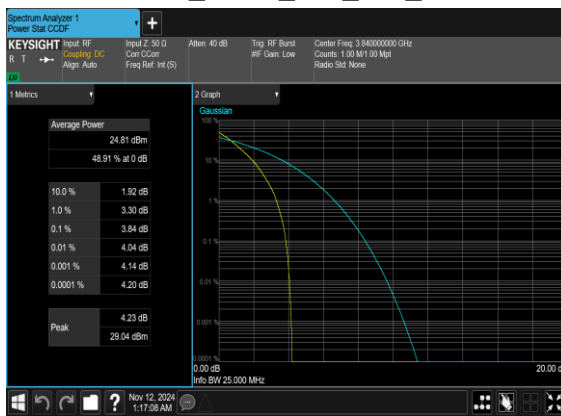 Spectrum Analyzer 1
Power Stat CCDF
+
KEYSIGHT
R T
LXI
Input: RF
Coupling: DC
Align: Auto
Input Z: 50 Ω
Corr CCorr
Freq Ref: Int (S)
Atten: 40 dB
Trig: RF Burst
#IF Gain: Low
Center Freq: 3.840000000 GHz
Counts: 1.00 M/1.00 Mpt
Radio Std: None
1 Metrics
Average Power
24.81 dBm
48.91 % at 0 dB
10.0 % 1.92 dB
1.0 % 3.30 dB
0.1 % 3.84 dB
0.01 % 4.04 dB
0.001 % 4.14 dB
0.0001 % 4.20 dB
Peak
4.23 dB
29.04 dBm
2 Graph
Gaussian
100 %
10 %
1 %
0.1 %
0.01 %
0.001 %
0.0001 %
0.00 dB
20.00
Info BW 25.000 MHz
?
Nov 12, 2024
1:17:08 AM